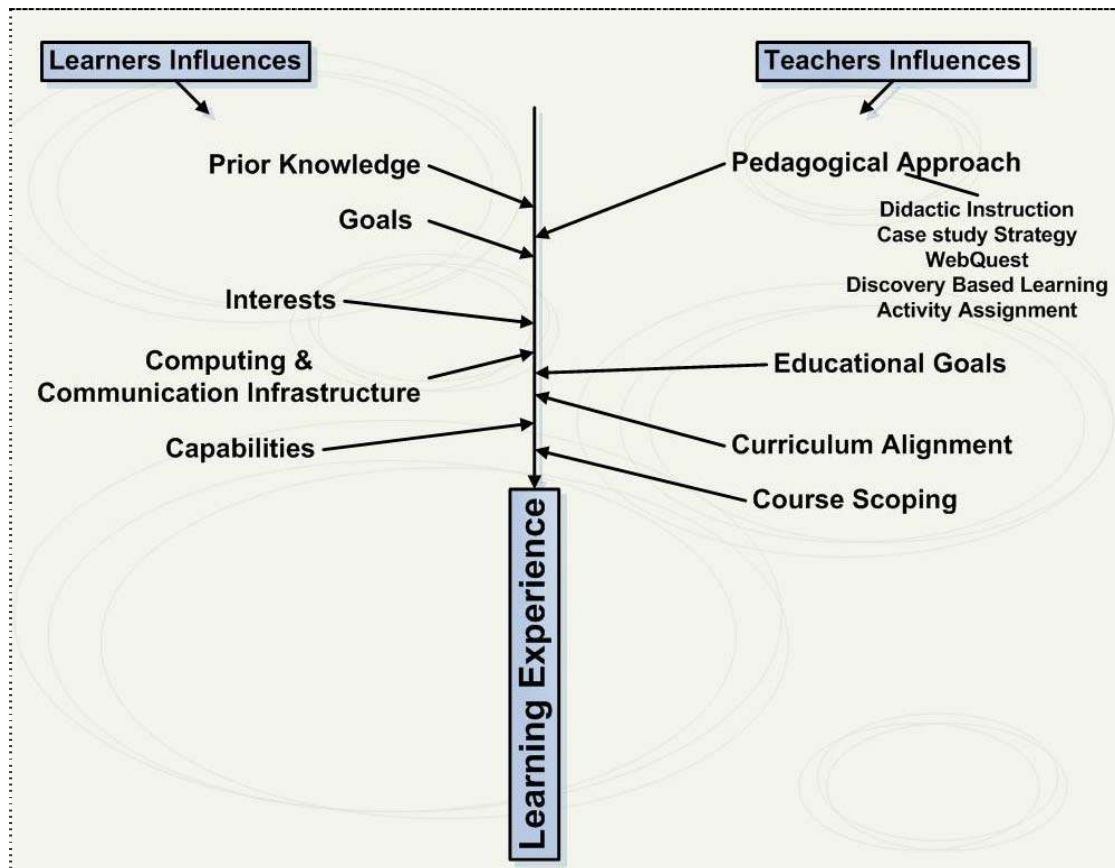 Learners Influences
Teachers Influences
Prior Knowledge
Goals
Interests
Computing &
Communication Infrastructure
Capabilities
Pedagogical Approach
Didactic Instruction
Case study Strategy
WebQuest
Discovery Based Learning
Activity Assignment
Educational Goals
Curriculum Alignment
Course Scoping
Learning Experience